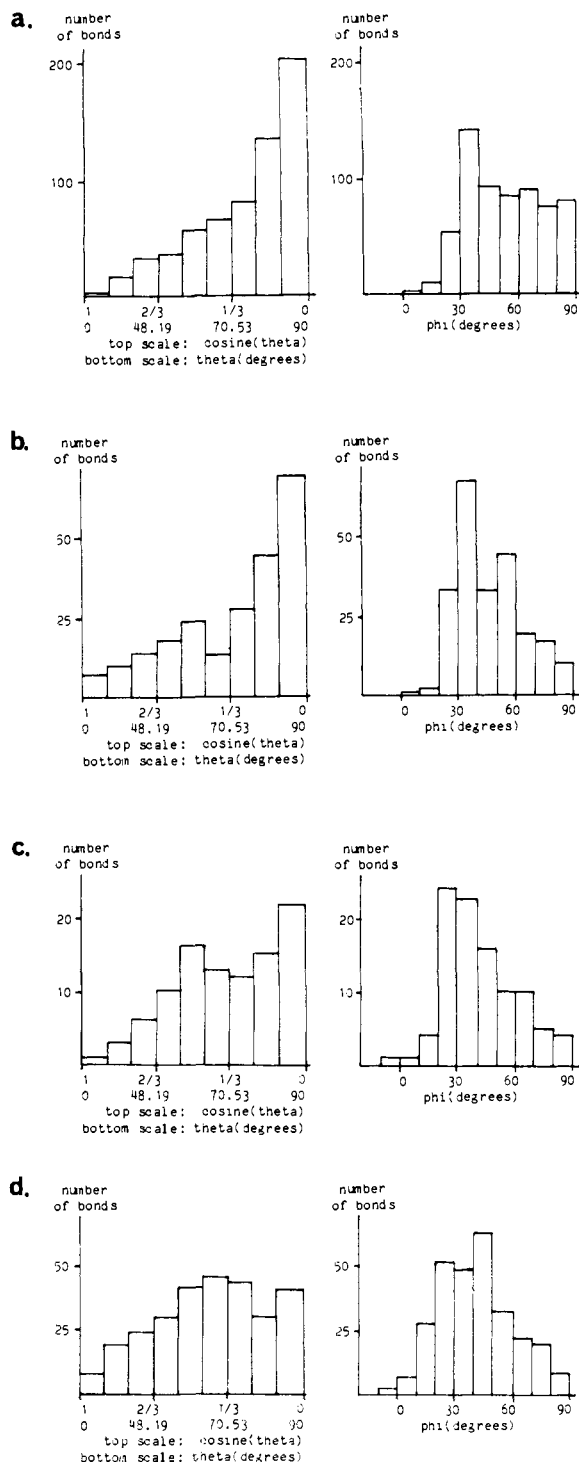 a.
number
of bonds
200
100
1 2/3 1/3 0
0 48.19 70.53 90
top scale: cosine(theta)
bottom scale: theta(degrees)
number
of bonds
200
100
0 30 60 90
phi(degrees)
b.
number
of bonds
50
25
1 2/3 1/3 0
0 48.19 70.53 90
top scale: cosine(theta)
bottom scale: theta(degrees)
number
of bonds
50
25
0 30 60 90
phi(degrees)
c.
number
of bonds
20
10
1 2/3 1/3 0
0 48.19 70.53 90
top scale: cosine(theta)
bottom scale: theta(degrees)
number
of bonds
20
10
0 30 60 90
phi(degrees)
d.
number
of bonds
50
25
1 2/3 1/3 0
0 48.19 70.53 90
top scale: cosine(theta)
bottom scale: theta(degrees)
number
of bonds
50
25
0 30 60 90
phi(degrees)